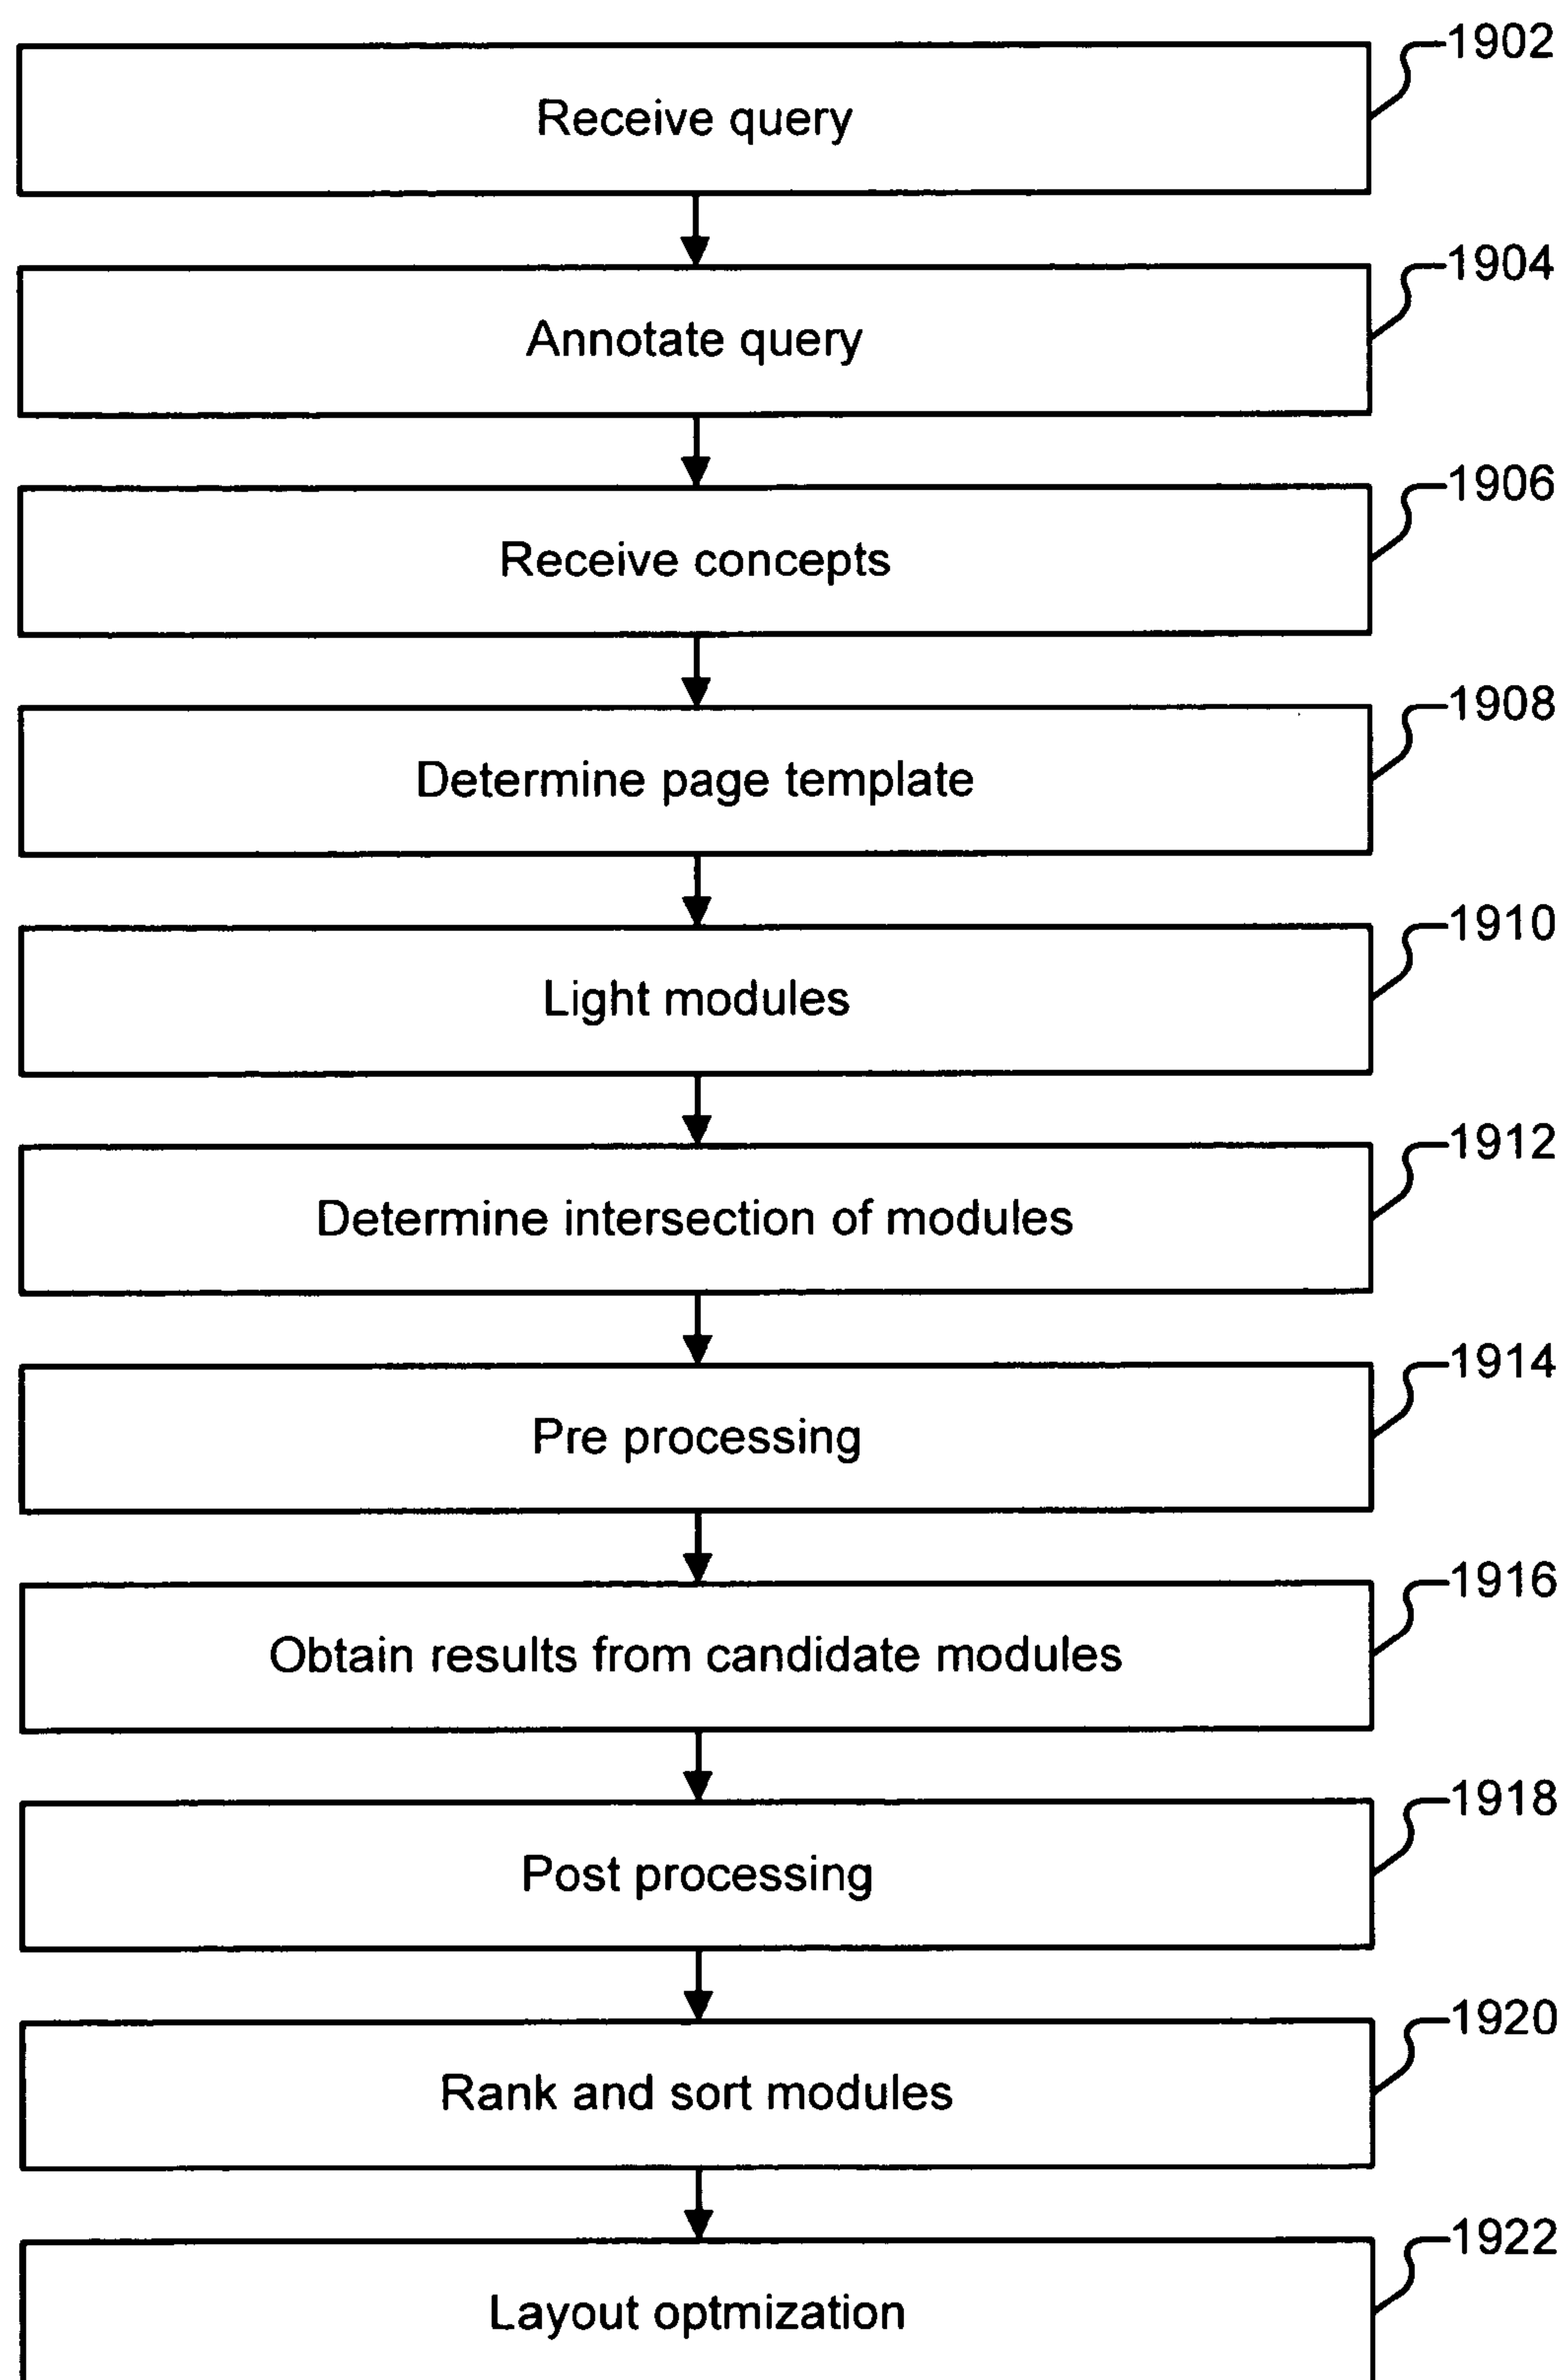 1902
Receive query
1904
Annotate query
1906
Receive concepts
1908
Determine page template
1910
Light modules
1912
Determine intersection of modules
1914
Pre processing
1916
Obtain results from candidate modules
1918
Post processing
1920
Rank and sort modules
1922
Layout optmization